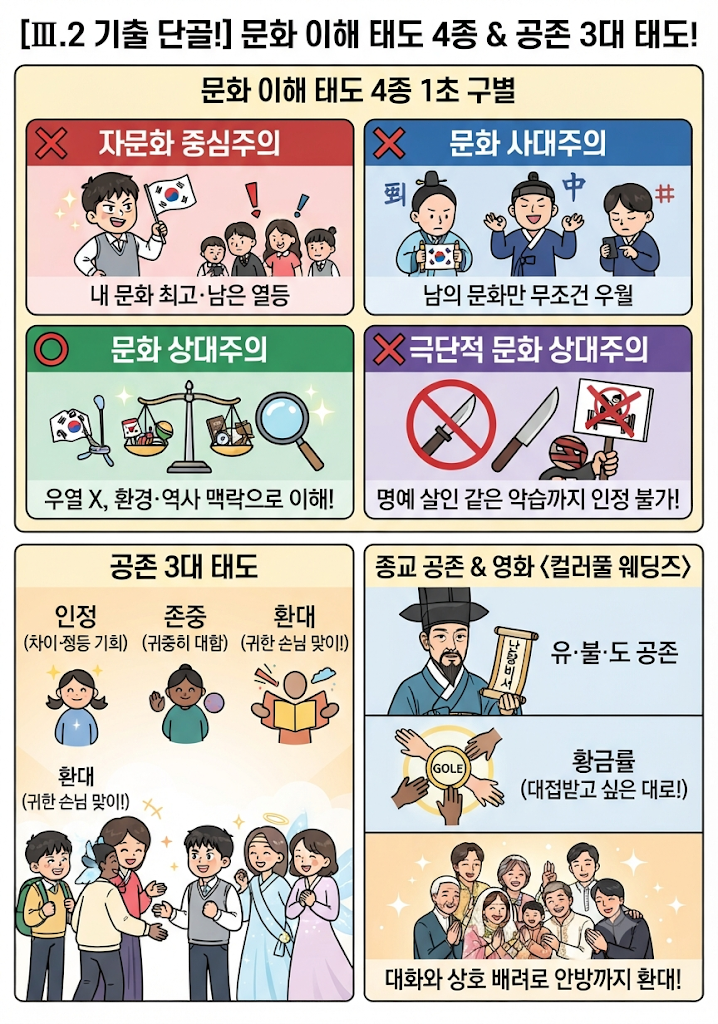 [Ⅲ.2 기출 단골!] 문화 이해 태도 4종 & 공존 3대 태도!
문화 이해 태도 4종 1초 구별
자문화 중심주의
내 문화 최고·남은 열등
문화 사대주의
中
#
남의 문화만 무조건 우월
문화 상대주의
우열 X, 환경·역사 맥락으로 이해!
극단적 문화 상대주의
명예 살인 같은 악습까지 인정 불가!
공존 3대 태도
인정
(차이·정등 기회)
존중
(귀중히 대함)
환대
(귀한 손님 맞이!)
환대
(귀한 손님 맞이!)
종교 공존 & 영화 〈컬러풀 웨딩즈〉
난랑비서
유·불·도 공존
GOLE
황금률
(대접받고 싶은 대로!)
대화와 상호 배려로 안방까지 환대!